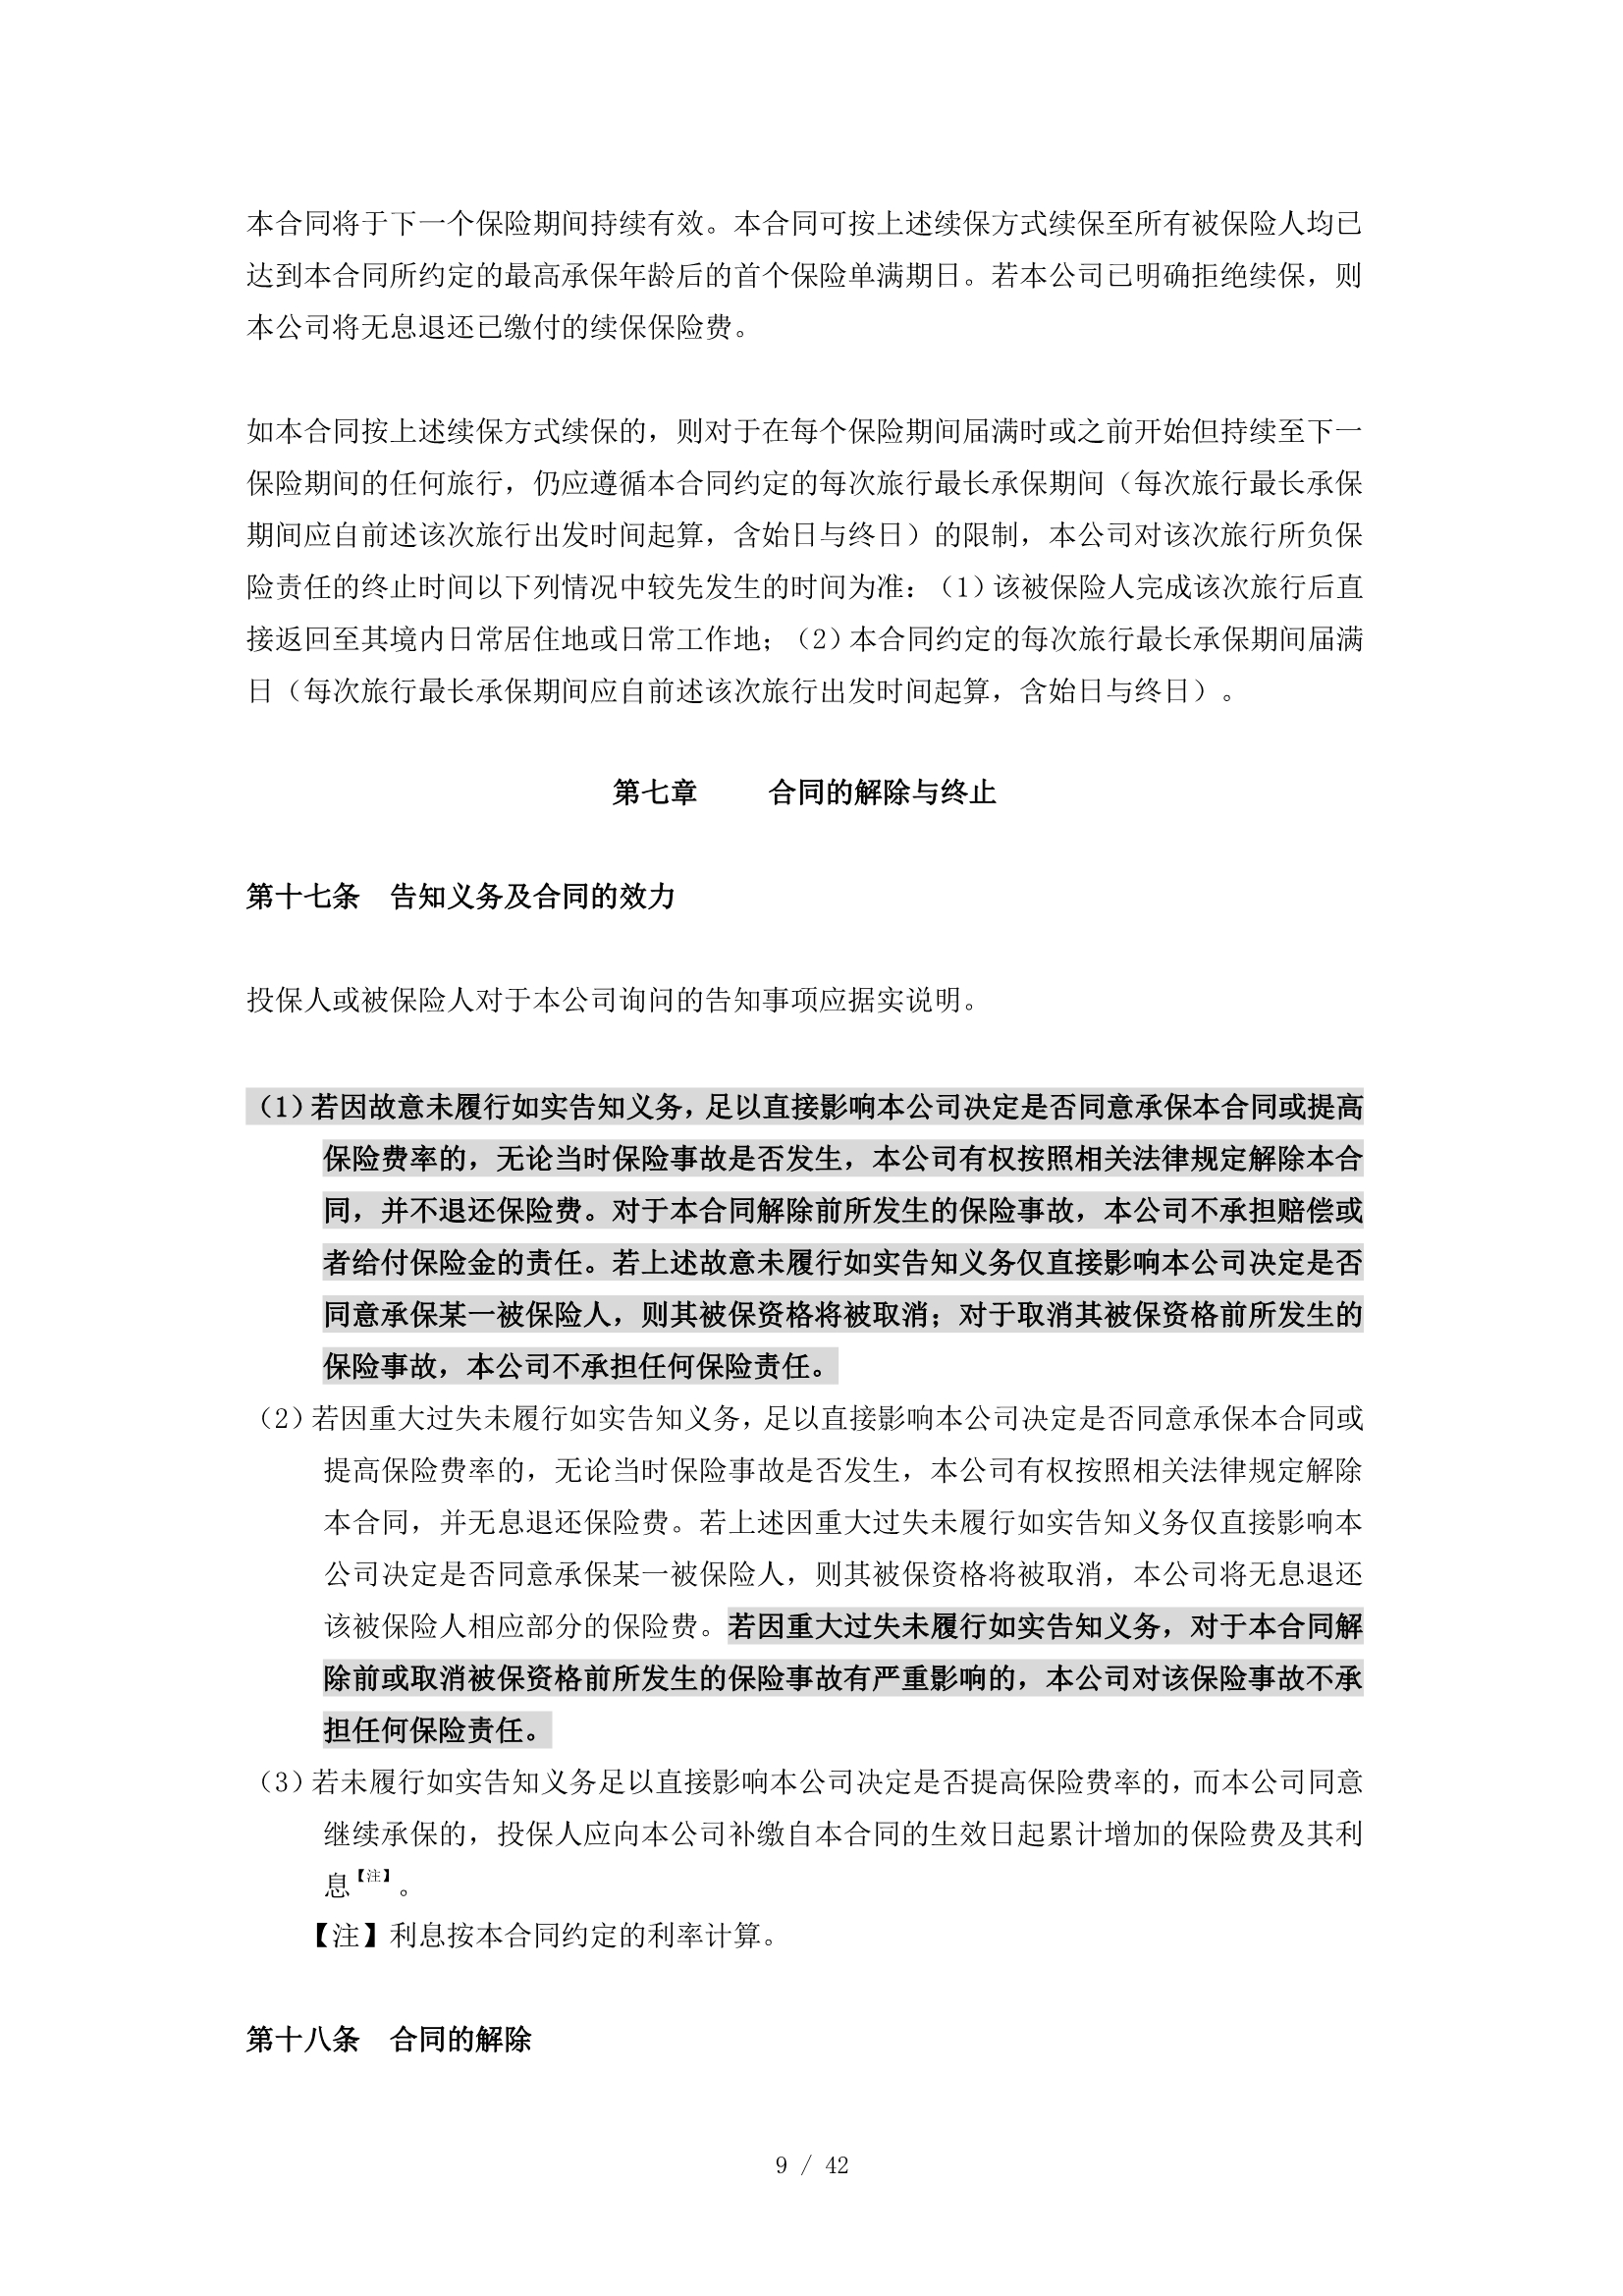 本合同将于下一个保险期间持续有效。本合同可按上述续保方式续保至所有被保险人均已
达到本合同所约定的最高承保年龄后的首个保险单满期日。若本公司已明确拒绝续保，则
本公司将无息退还已缴付的续保保险费。
如本合同按上述续保方式续保的，则对于在每个保险期间届满时或之前开始但持续至下一
保险期间的任何旅行，仍应遵循本合同约定的每次旅行最长承保期间（每次旅行最长承保
期间应自前述该次旅行出发时间起算，含始日与终日）的限制，本公司对该次旅行所负保
险责任的终止时间以下列情况中较先发生的时间为准：（1）该被保险人完成该次旅行后直
接返回至其境内日常居住地或日常工作地；（2）本合同约定的每次旅行最长承保期间届满
日（每次旅行最长承保期间应自前述该次旅行出发时间起算，含始日与终日）。
第七章　　合同的解除与终止
第十七条　告知义务及合同的效力
投保人或被保险人对于本公司询问的告知事项应据实说明。
（1）若因故意未履行如实告知义务，足以直接影响本公司决定是否同意承保本合同或提高
保险费率的，无论当时保险事故是否发生，本公司有权按照相关法律规定解除本合
同，并不退还保险费。对于本合同解除前所发生的保险事故，本公司不承担赔偿或
者给付保险金的责任。若上述故意未履行如实告知义务仅直接影响本公司决定是否
同意承保某一被保险人，则其被保资格将被取消；对于取消其被保资格前所发生的
保险事故，本公司不承担任何保险责任。
（2）若因重大过失未履行如实告知义务，足以直接影响本公司决定是否同意承保本合同或
提高保险费率的，无论当时保险事故是否发生，本公司有权按照相关法律规定解除
本合同，并无息退还保险费。若上述因重大过失未履行如实告知义务仅直接影响本
公司决定是否同意承保某一被保险人，则其被保资格将被取消，本公司将无息退还
该被保险人相应部分的保险费。若因重大过失未履行如实告知义务，对于本合同解
除前或取消被保资格前所发生的保险事故有严重影响的，本公司对该保险事故不承
担任何保险责任。
（3）若未履行如实告知义务足以直接影响本公司决定是否提高保险费率的，而本公司同意
继续承保的，投保人应向本公司补缴自本合同的生效日起累计增加的保险费及其利
息【注】。
【注】利息按本合同约定的利率计算。
第十八条　合同的解除
9 / 42